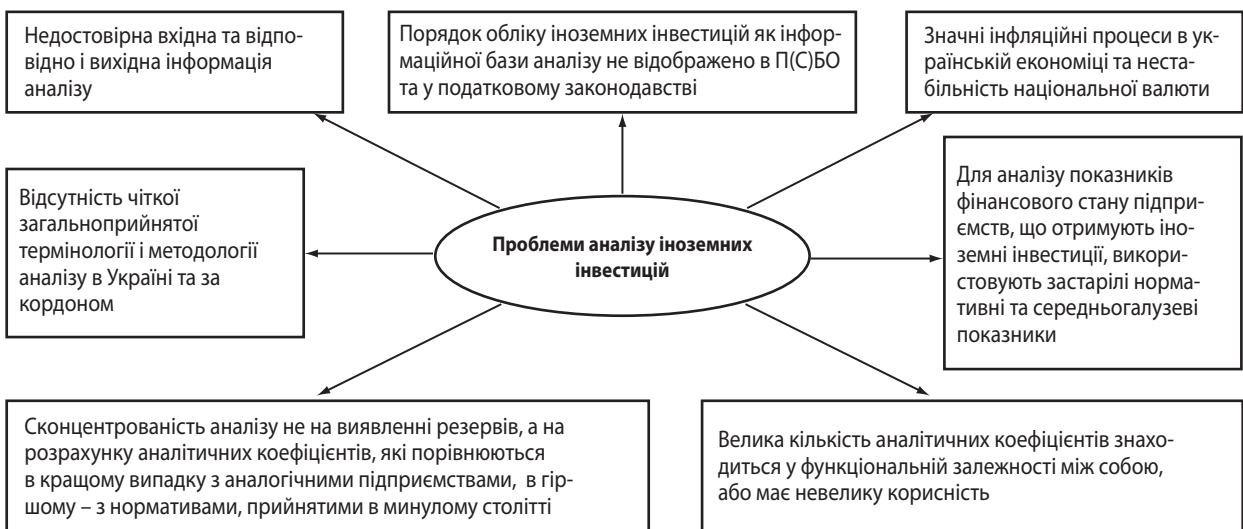 Недостовірна вхідна та відпо-
відно і вихідна інформація
аналізу
Порядок обліку іноземних інвестицій як інфор-
маційної бази аналізу не відображено в П(С)БО
та у податковому законодавстві
Значні інфляційні процеси в ук-
раїнській економіці та неста-
більність національної валюти
Відсутність чіткої
загальноприйнятої
термінології і методології
аналізу в Україні та за
кордоном
Проблеми аналізу іноземних
інвестицій
Для аналізу показників
фінансового стану підпри-
ємств, що отримують іно-
земні інвестиції, викори-
стовують застарілі норма-
тивні та середньогалузеві
показники
Сконцентрованість аналізу не на виявленні резервів, а на
розрахунку аналітичних коефіцієнтів, які порівнюються
в кращому випадку з аналогічними підприємствами, в гір-
шому – з нормативами, прийнятими в минулому столітті
Велика кількість аналітичних коефіцієнтів знахо-
диться у функціональній залежності між собою,
або має невелику корисність